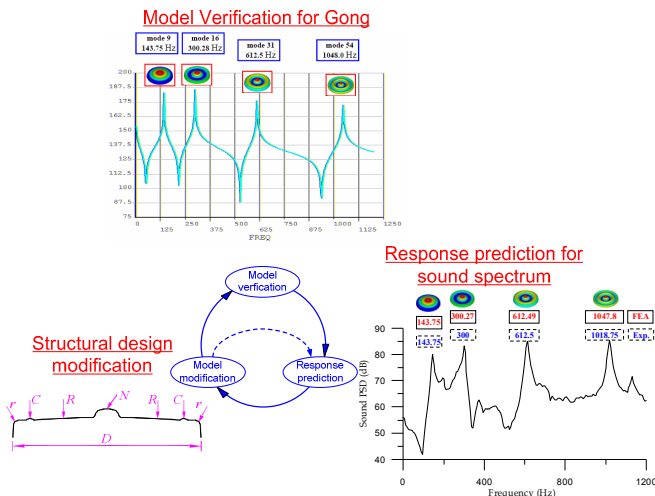 Model Verification for Gong
mode 9
143.75 Hz
mode 16
300.28 Hz
mode 31
612.5 Hz
mode 54
1048.0 Hz
200
187.5
175
162.5
150
137.5
125
112.5
100
87.5
75
0 250 500 750 1000 1250
125 375 625 875 1125
FREQ
Model
verfication
Model
modification
Response
prediction
Structural design
modification
r C R N R C r
D
Response prediction for
sound spectrum
143.75 300.27 612.49 1047.8 FEA
143.75 300 612.5 1018.75 Exp.
90
80
70
60
50
40
Sound PSD (dB)
0 400 800 1200
Frequency (Hz)